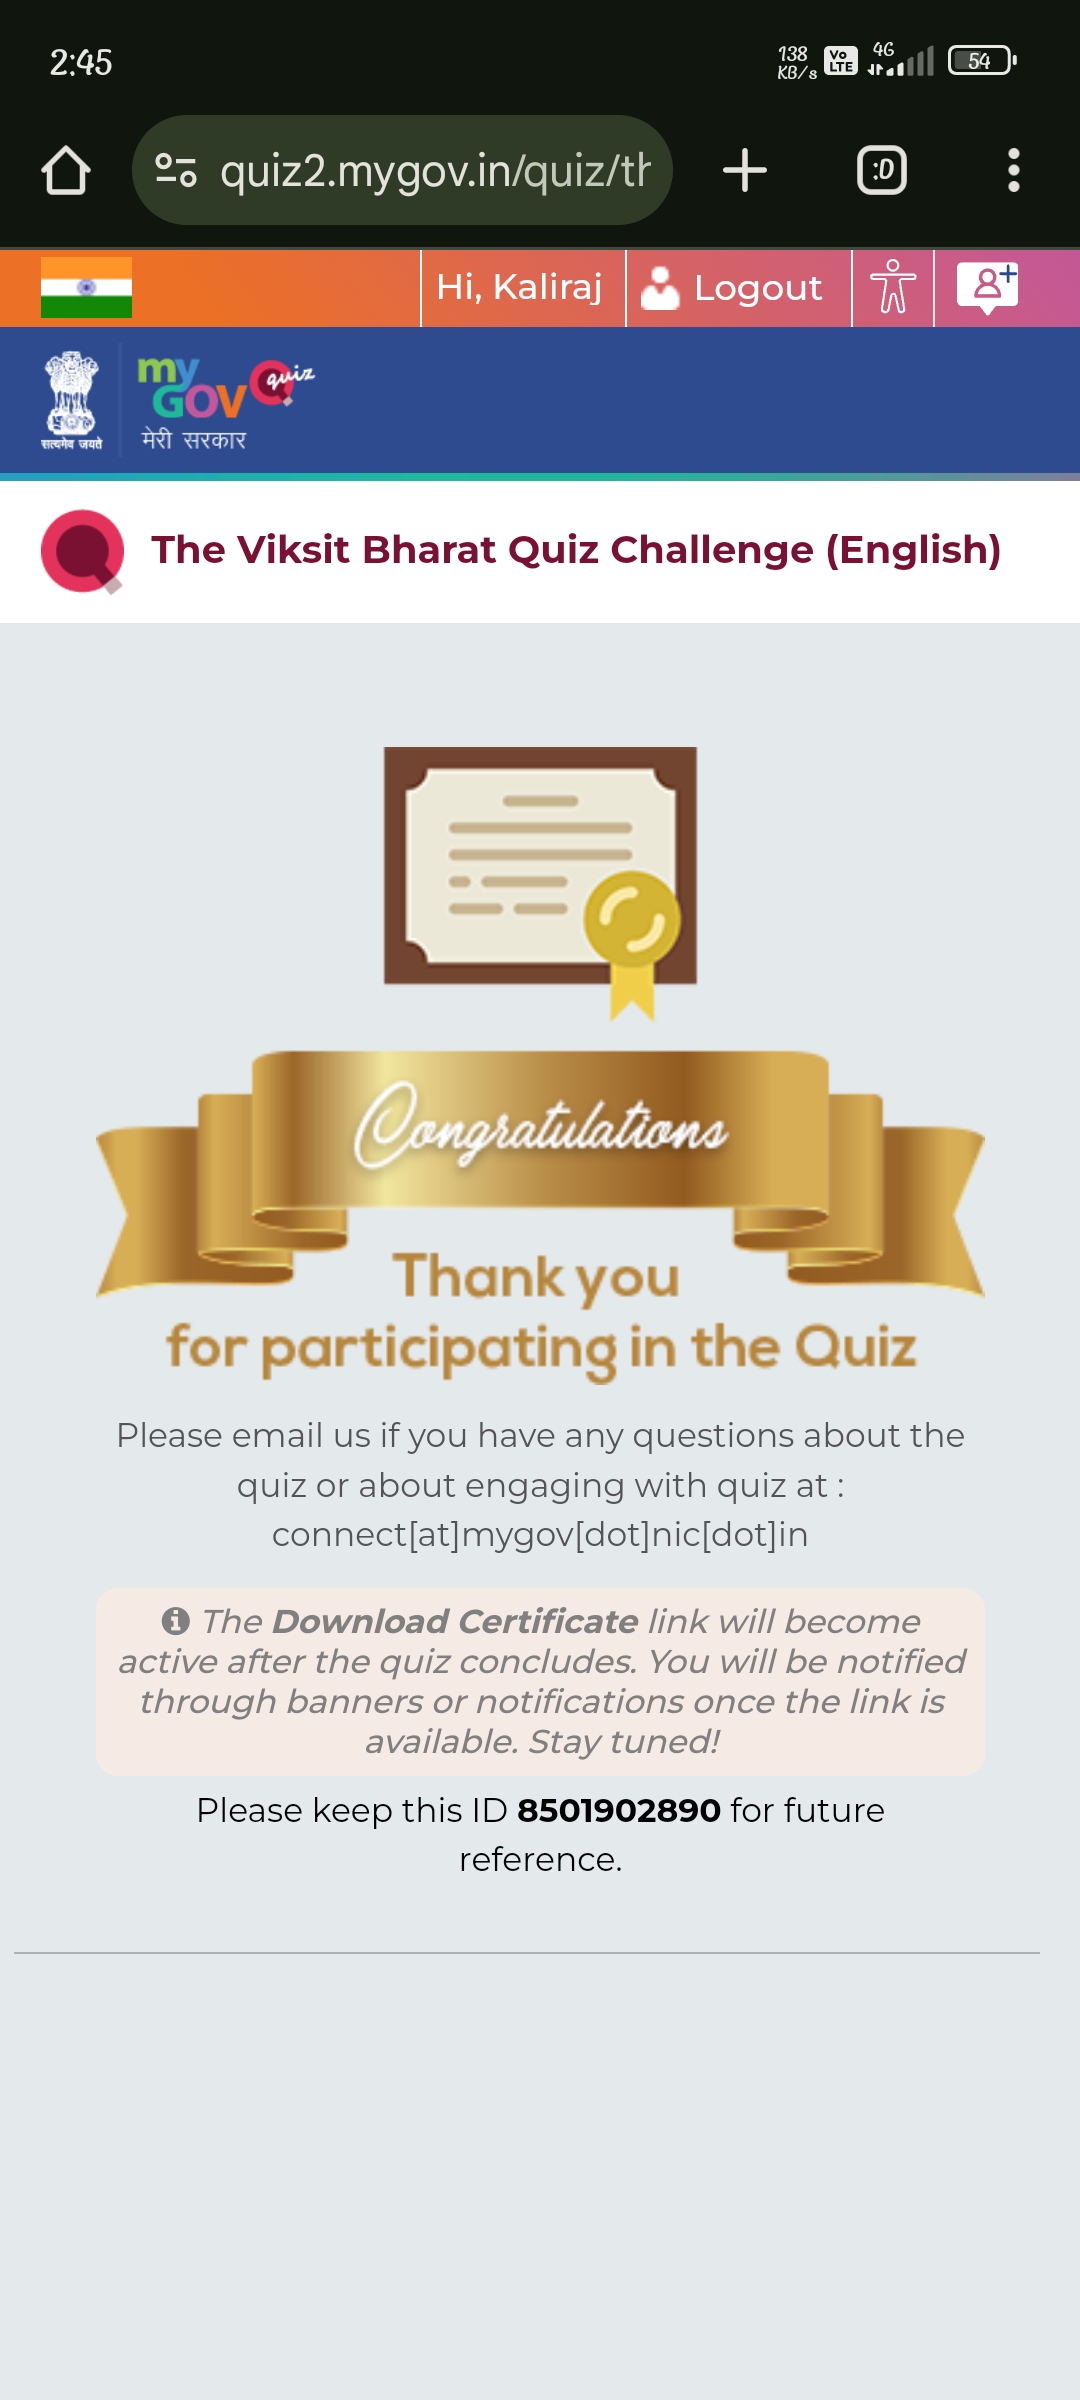 2:45
138
KB/s
Vo
LTE
4G
54
quiz2.mygov.in/quiz/th
:D
Hi, Kaliraj
Logout
सत्यमेव जयते
my
GOV
quiz
मेरी सरकार
The Viksit Bharat Quiz Challenge (English)
Congratulations
Thank you
for participating in the Quiz
Please email us if you have any questions about the
quiz or about engaging with quiz at :
connect[at]mygov[dot]nic[dot]in
The Download Certificate link will become
active after the quiz concludes. You will be notified
through banners or notifications once the link is
available. Stay tuned!
Please keep this ID 8501902890 for future
reference.